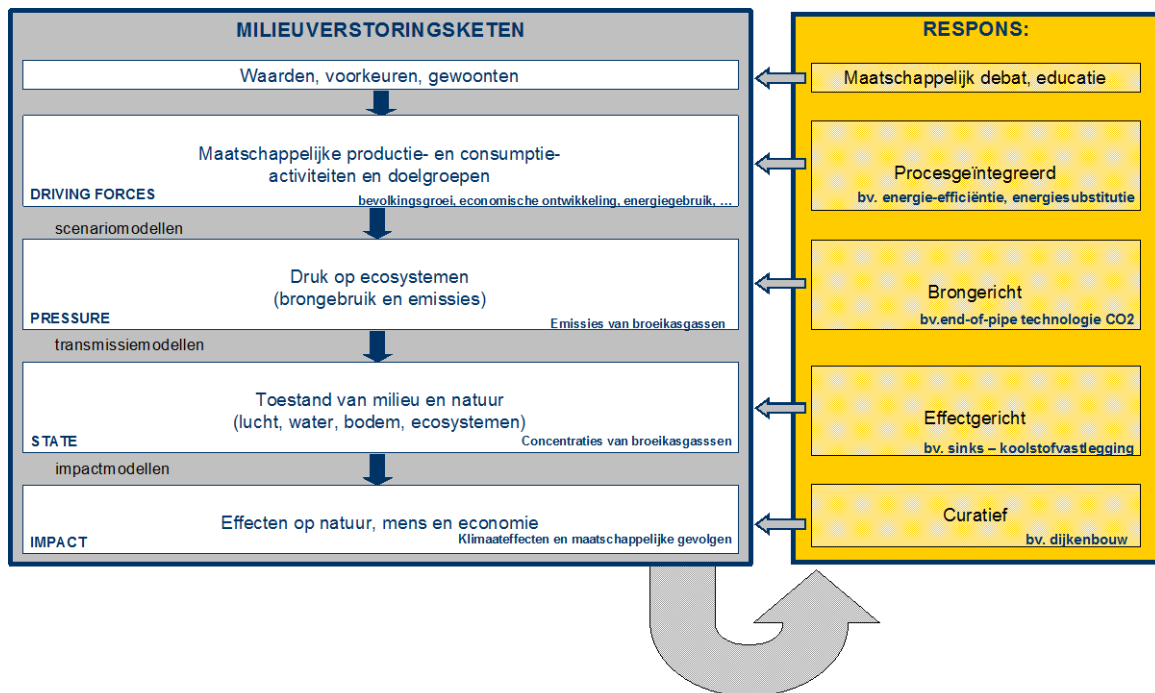 MILIEUVERSTORINGSKETEN
Waarden, voorkeuren, gewoonten
Maatschappelijke productie- en consumptie-
activiteiten en doelgroepen
DRIVING FORCES
bevolkingsgroei, economische ontwikkeling, energiegebruik, ...
scenariomodellen
Druk op ecosystemen
(brongebruik en emissies)
PRESSURE
Emissies van broeikasgassen
transmissiemodellen
Toestand van milieu en natuur
(lucht, water, bodem, ecosystemen)
STATE
Concentraties van broeikasgasssen
impactmodellen
Effecten op natuur, mens en economie
IMPACT
Klimaateffecten en maatschappelijke gevolgen
RESPONS:
Maatschappelijk debat, educatie
Procesgeïntegreerd
bv. energie-efficiëntie, energiesubstitutie
Brongericht
bv.end-of-pipe technologie CO2
Effectgericht
bv. sinks – koolstofvastlegging
Curatief
bv. dijkenbouw